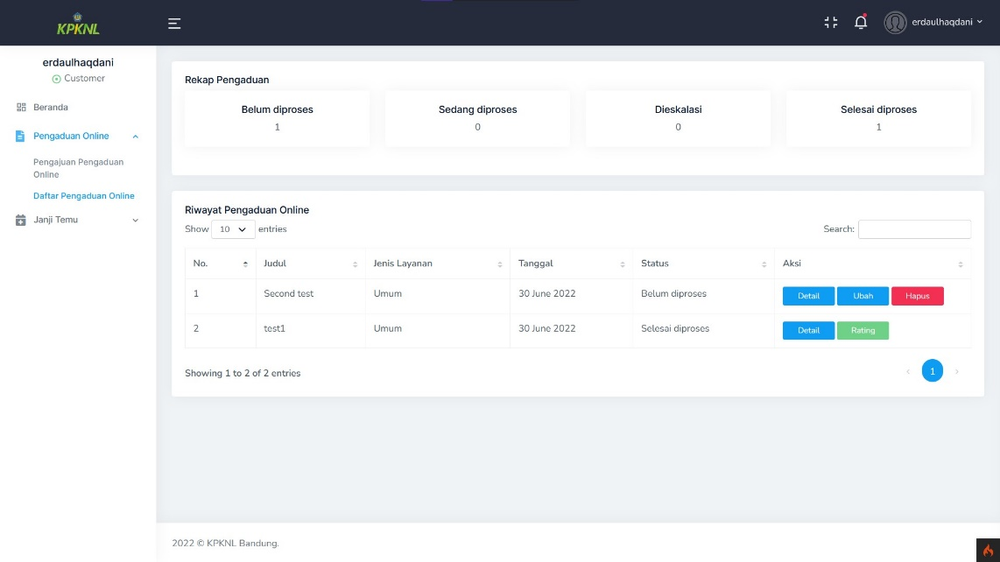 KPKNL
erdaulhaqdani
erdaulhaqdani
Customer
Beranda
Pengaduan Online
Pengajuan Pengaduan
Online
Daftar Pengaduan Online
Janji Temu
Rekap Pengaduan
Belum diproses
1
Sedang diproses
0
Dieskalasi
0
Selesai diproses
1
Riwayat Pengaduan Online
Show 10 entries
Search:
No. Judul Jenis Layanan Tanggal Status Aksi
1 Second test Umum 30 June 2022 Belum diproses Detail Ubah Hapus
2 test1 Umum 30 June 2022 Selesai diproses Detail Rating
Showing 1 to 2 of 2 entries
‹ 1 ›
2022 © KPKNL Bandung.